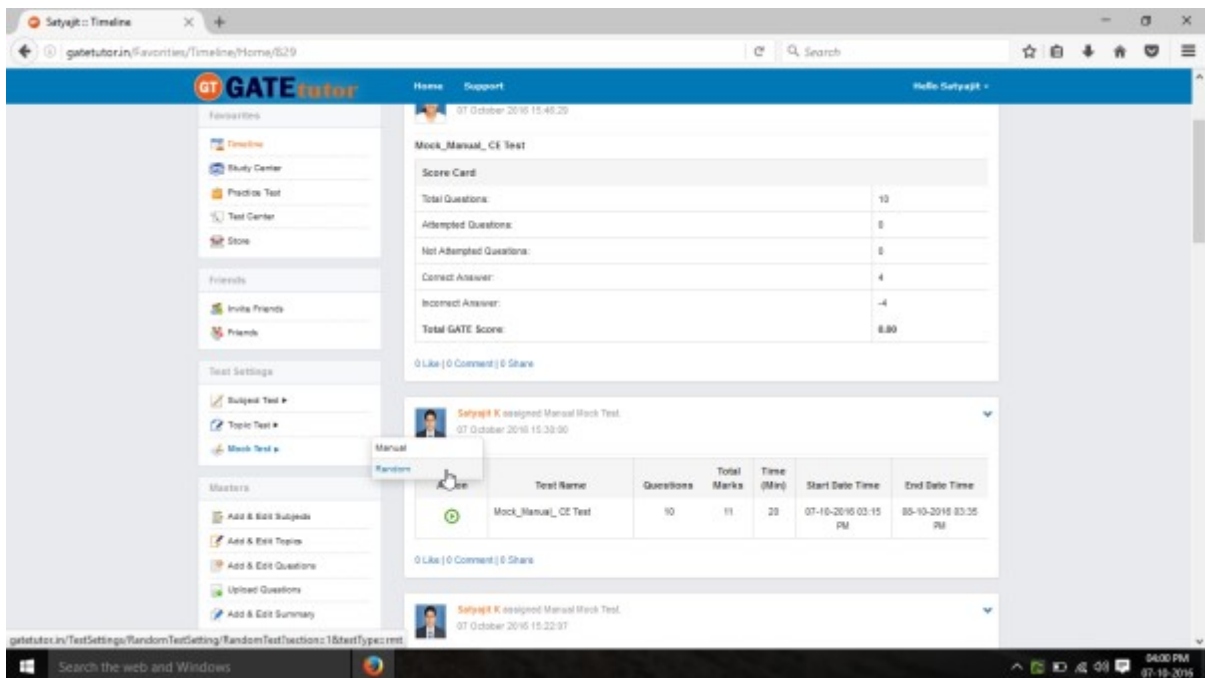 Satyajit :: Timeline
gatetutor.in/Favorities/Timeline/Home/829
Search
GT GATEtutor
Home Support
Hello Satyajit
Favourites
Timeline
Study Center
Practice Test
Test Center
Store
Friends
Invite Friends
Friends
Test Settings
Subject Test
Topic Test
Mock Test
Manual
Random
Masters
Add & Edit Subjects
Add & Edit Topics
Add & Edit Questions
Upload Questions
Add & Edit Summary
07 October 2016 15:46:29
Mock_Manual_ CE Test
Score Card
Total Questions: 10
Attempted Questions: 0
Not Attempted Questions: 0
Correct Answer: 4
Incorrect Answer: -4
Total GATE Score: 0.00
0 Like | 0 Comment | 0 Share
Satyajit K assigned Manual Mock Test.
07 October 2016 15:38:00
Test Name Questions Total Marks Time (Min) Start Date Time End Date Time
Mock_Manual_ CE Test 10 11 20 07-10-2016 03:15 PM 08-10-2016 03:35 PM
0 Like | 0 Comment | 0 Share
Satyajit K assigned Manual Mock Test.
07 October 2016 15:22:07
gatetutor.in/TestSettings/RandomTestSetting/RandomTest?section=1&testType=rmt
Search the web and Windows
04:00 PM
07-10-2016